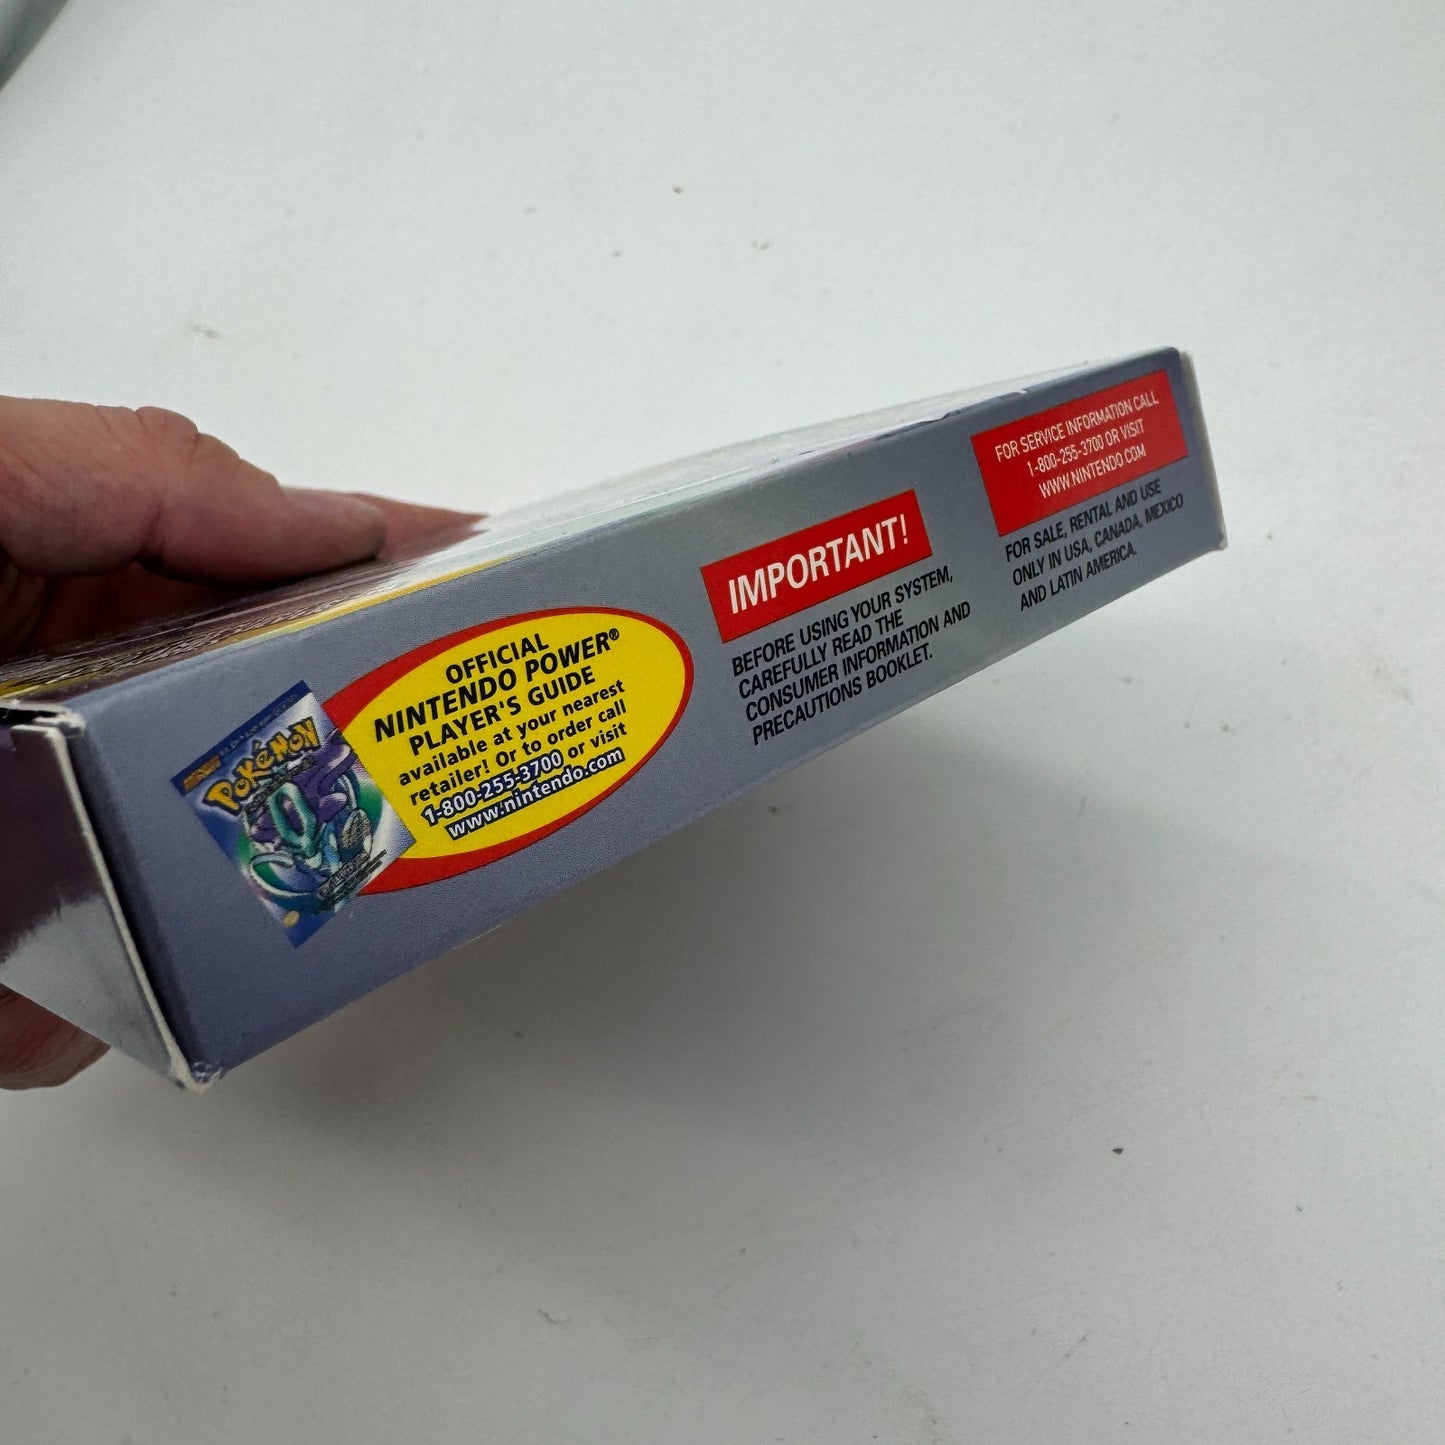 POKéMON
OFFICIAL
NINTENDO POWER®
PLAYER'S GUIDE
available at your nearest
retailer! Or to order call
1-800-255-3700 or visit
www.nintendo.com
IMPORTANT!
BEFORE USING YOUR SYSTEM,
CAREFULLY READ THE
CONSUMER INFORMATION AND
PRECAUTIONS BOOKLET.
FOR SERVICE INFORMATION CALL
1-800-255-3700 OR VISIT
WWW.NINTENDO.COM
FOR SALE, RENTAL AND USE
ONLY IN USA, CANADA, MEXICO
AND LATIN AMERICA.